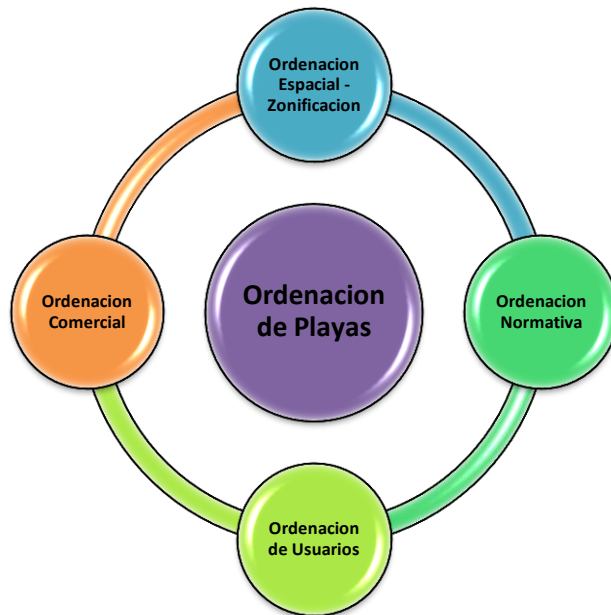 Ordenacion
Espacial -
Zonificacion
Ordenacion
Comercial
Ordenacion
de Playas
Ordenacion
Normativa
Ordenacion
de Usuarios